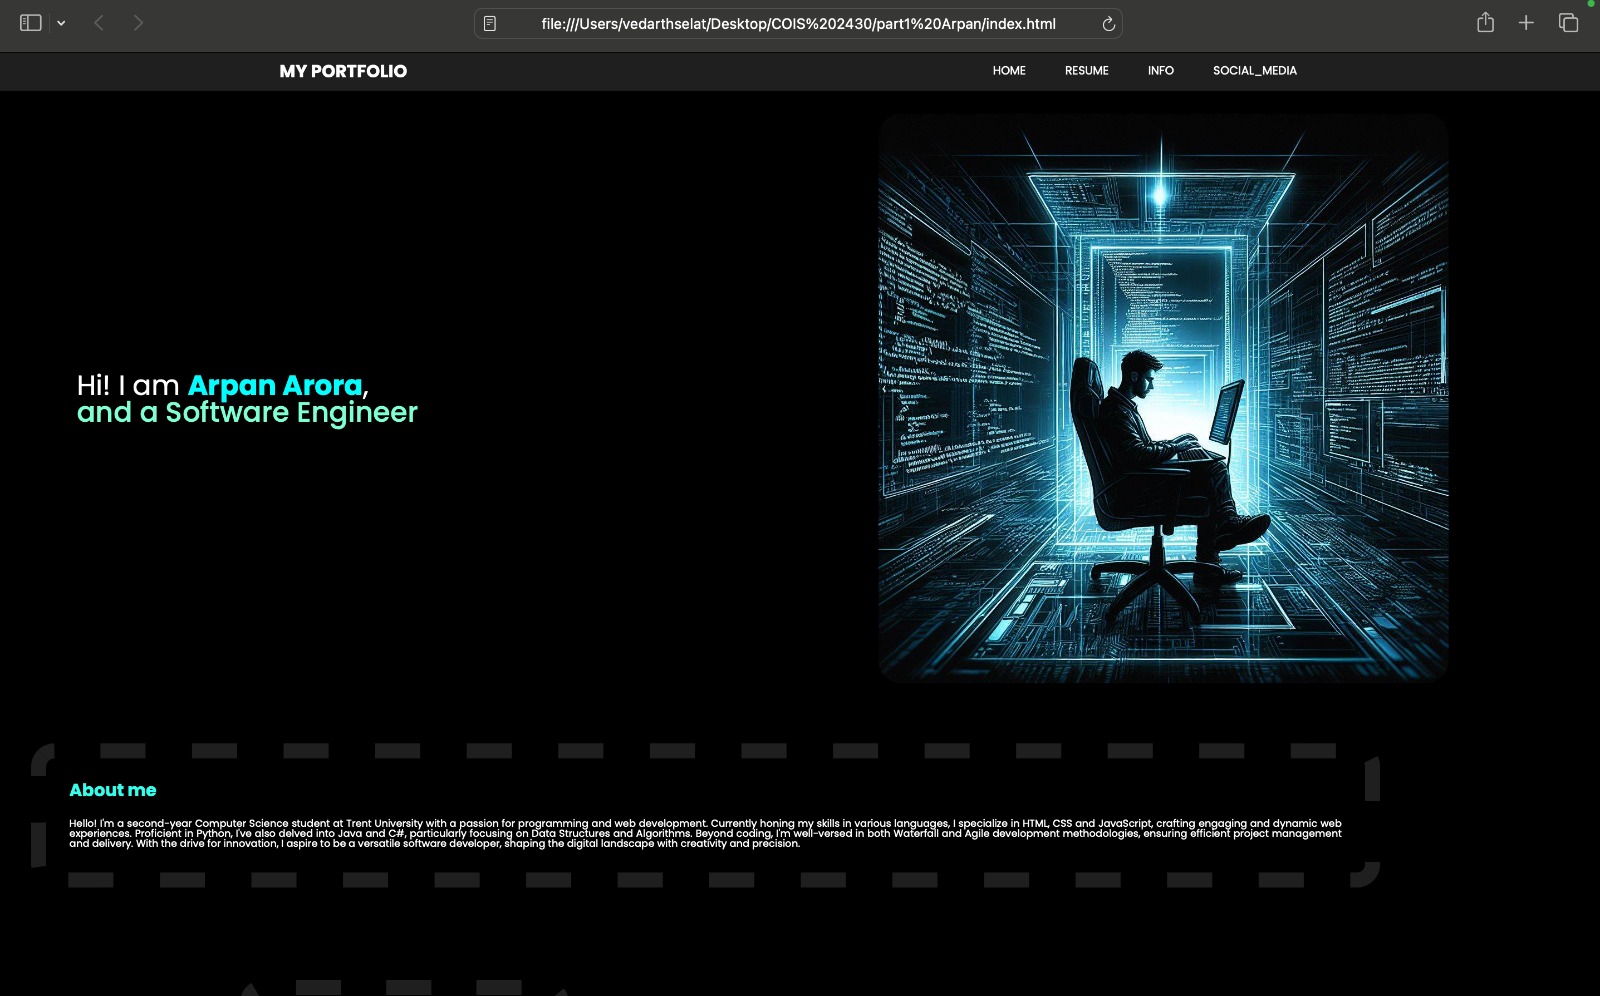 file:///Users/vedarthselat/Desktop/COIS%202430/part1%20Arpan/index.html
MY PORTFOLIO
HOME
RESUME
INFO
SOCIAL_MEDIA
Hi! I am Arpan Arora,
and a Software Engineer
About me
Hello! I'm a second-year Computer Science student at Trent University with a passion for programming and web development. Currently honing my skills in various languages, I specialize in HTML, CSS and JavaScript, crafting engaging and dynamic web
experiences. Proficient in Python, I've also delved into Java and C#, particularly focusing on Data Structures and Algorithms. Beyond coding, I'm well-versed in both Waterfall and Agile development methodologies, ensuring efficient project management
and delivery. With the drive for innovation, I aspire to be a versatile software developer, shaping the digital landscape with creativity and precision.